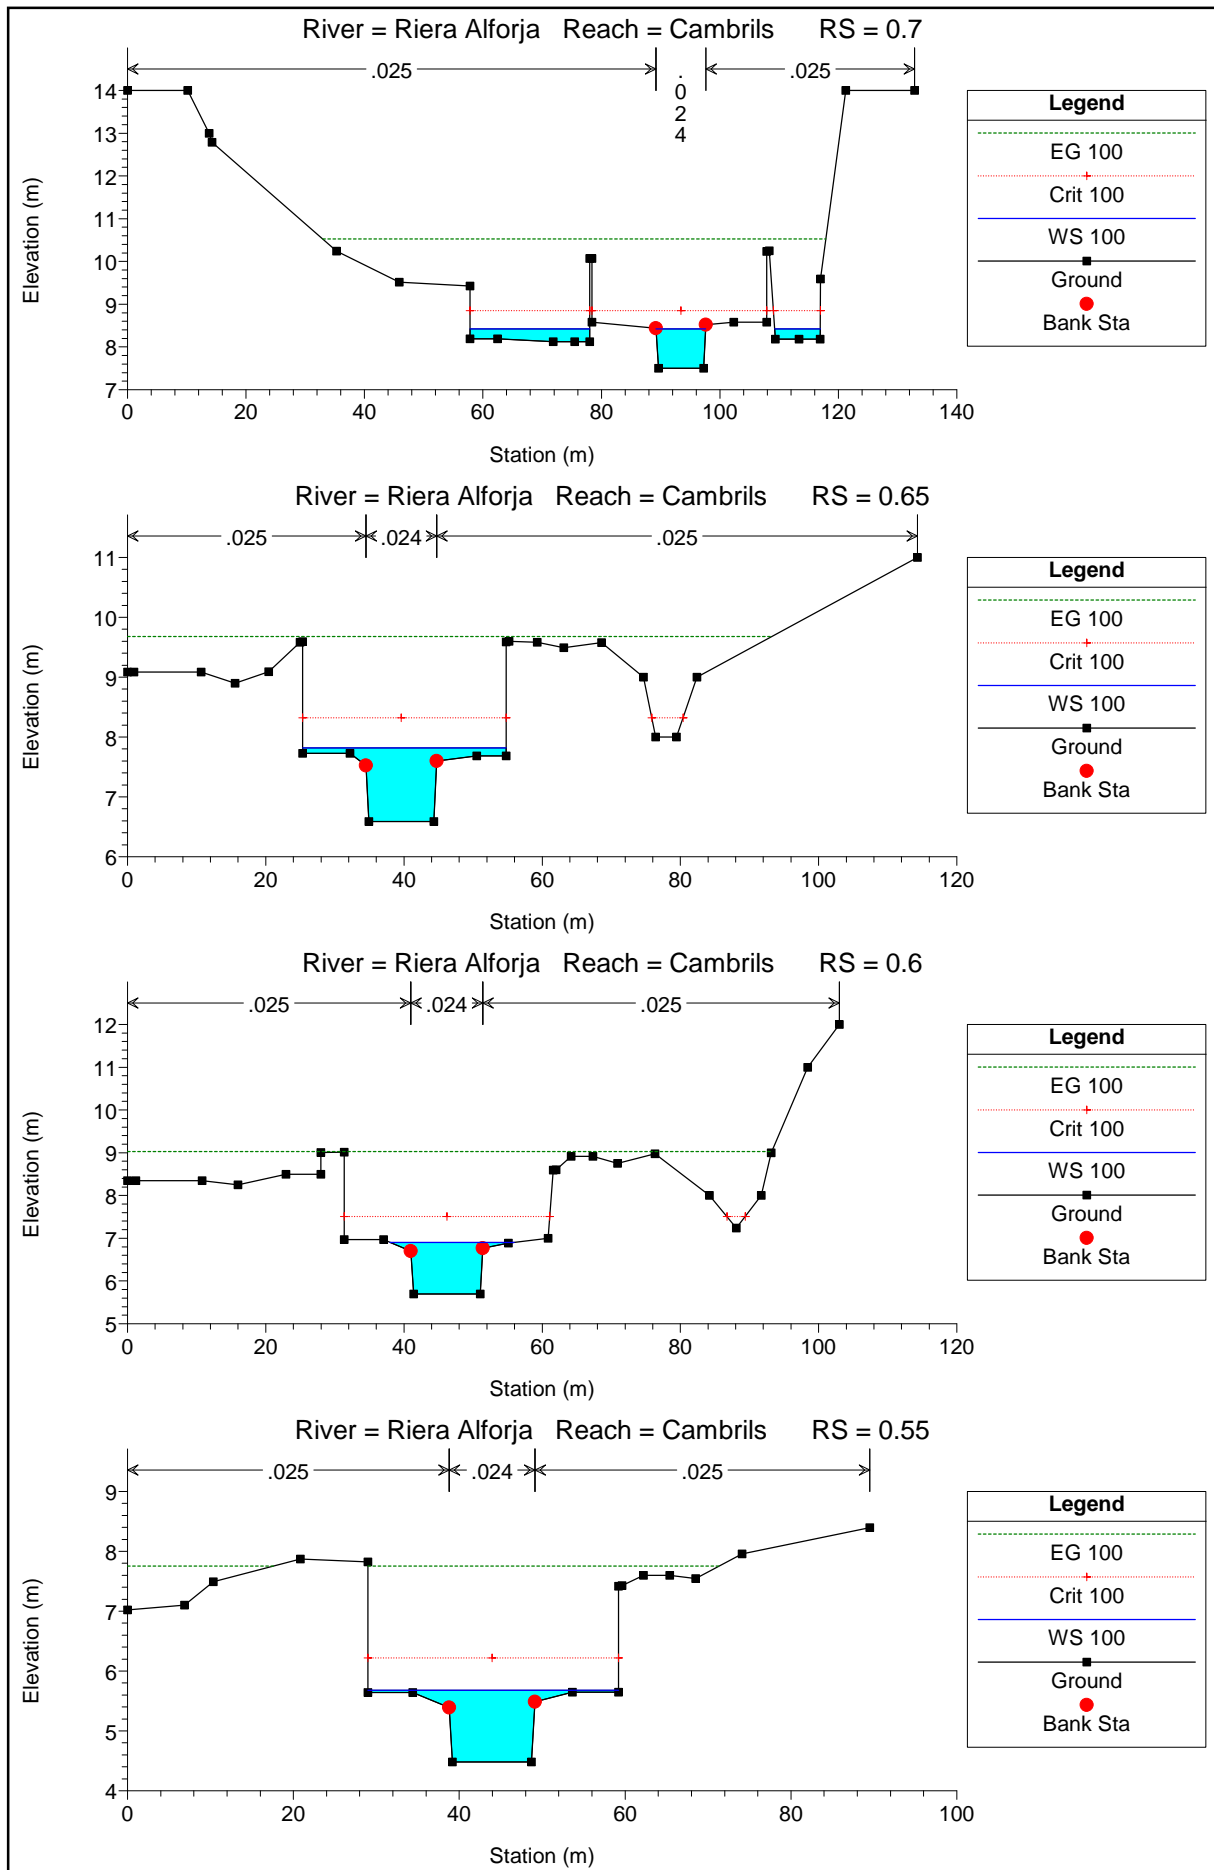 River = Riera Alforja Reach = Cambrils RS = 0.7
.025 .024 .025
14
13
12
11
10
9
8
7
Elevation (m)
0 20 40 60 80 100 120 140
Station (m)
Legend
EG 100
Crit 100
WS 100
Ground
Bank Sta
River = Riera Alforja Reach = Cambrils RS = 0.65
.025 .024 .025
11
10
9
8
7
6
Elevation (m)
0 20 40 60 80 100 120
Station (m)
Legend
EG 100
Crit 100
WS 100
Ground
Bank Sta
River = Riera Alforja Reach = Cambrils RS = 0.6
.025 .024 .025
12
11
10
9
8
7
6
5
Elevation (m)
0 20 40 60 80 100 120
Station (m)
Legend
EG 100
Crit 100
WS 100
Ground
Bank Sta
River = Riera Alforja Reach = Cambrils RS = 0.55
.025 .024 .025
9
8
7
6
5
4
Elevation (m)
0 20 40 60 80 100
Station (m)
Legend
EG 100
Crit 100
WS 100
Ground
Bank Sta